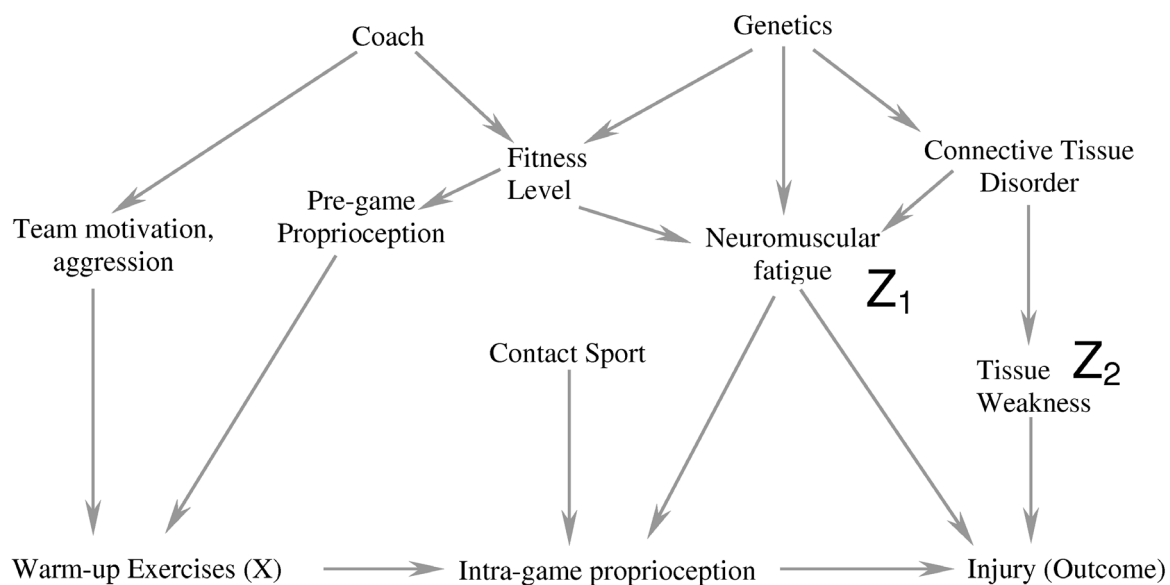 Coach
Genetics
Fitness
Level
Connective Tissue
Disorder
Pre-game
Proprioception
Team motivation,
aggression
Neuromuscular
fatigue
Z1
Contact Sport
Tissue
Weakness
Z2
Warm-up Exercises (X)
Intra-game proprioception
Injury (Outcome)